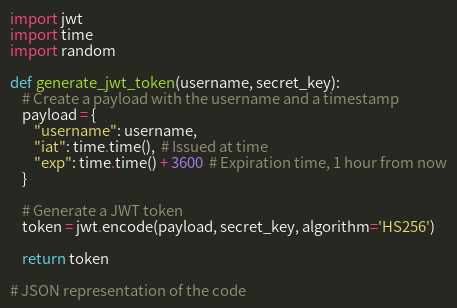 import jwt
import time
import random

def generate_jwt_token(username, secret_key):
    # Create a payload with the username and a timestamp
    payload = {
        "username": username,
        "iat": time.time(),  # Issued at time
        "exp": time.time() + 3600  # Expiration time, 1 hour from now
    }

    # Generate a JWT token
    token = jwt.encode(payload, secret_key, algorithm='HS256')

    return token

# JSON representation of the code